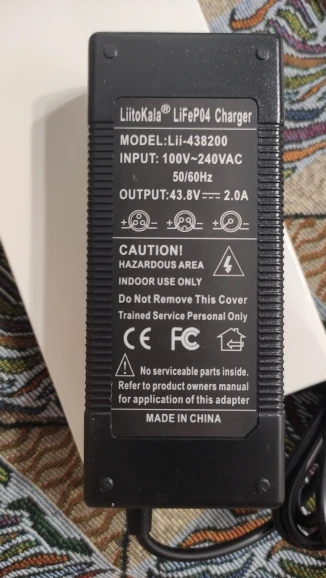 LiitoKala® LiFePO4 Charger
MODEL:Lii-438200
INPUT: 100V~240VAC
50/60Hz
OUTPUT:43.8V⎓2.0A
CAUTION!
HAZARDOUS AREA
INDOOR USE ONLY
Do Not Remove This Cover
Trained Service Personal Only
CE FC
No serviceable parts inside.
Refer to product owners manual
for application of this adapter
MADE IN CHINA